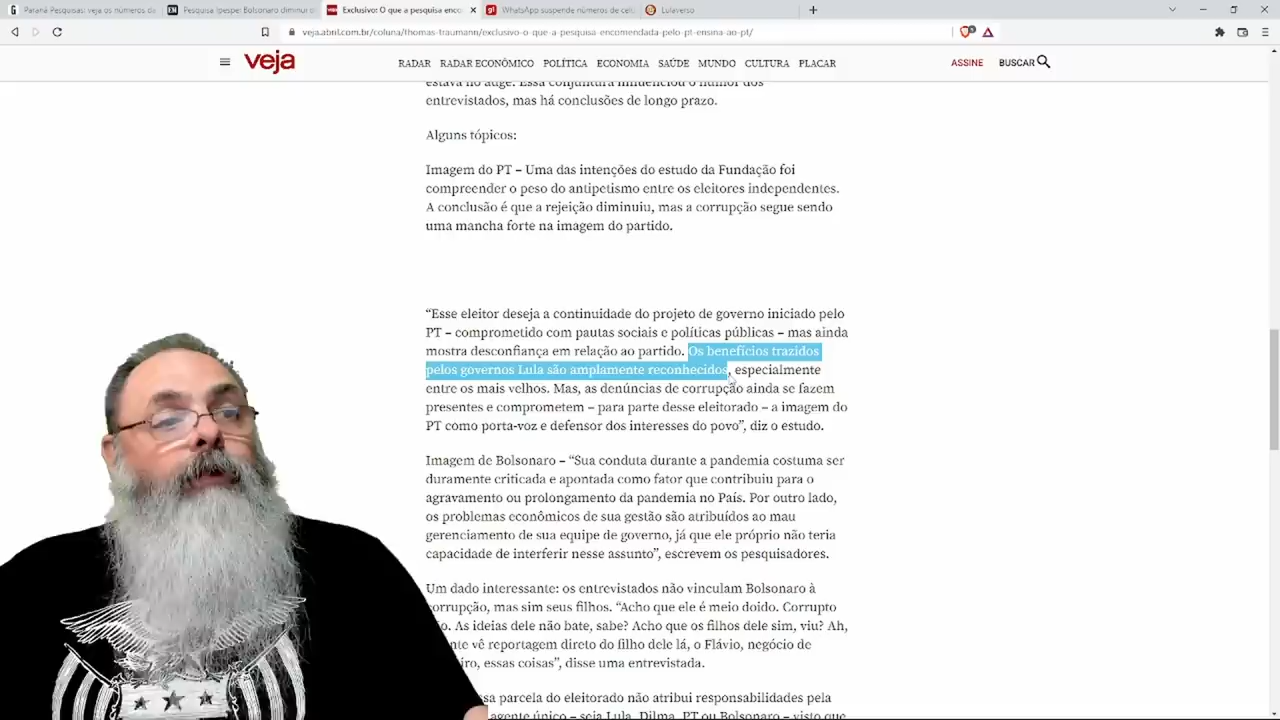 Paraná Pesquisas: veja os números da
Pesquisa Ipespe: Bolsonaro diminui di
Exclusivo: O que a pesquisa enco
WhatsApp suspende números de cel
Lulaverso
veja.abril.com.br/coluna/thomas-traumann/exclusivo-o-que-a-pesquisa-encomendada-pelo-pt-ensina-ao-pt/
veja
RADAR RADAR ECONÔMICO POLÍTICA ECONOMIA SAÚDE MUNDO CULTURA PLACAR
ASSINE
BUSCAR
estava no auge. Essa conjuntura influenciou o humor dos
entrevistados, mas há conclusões de longo prazo.
Alguns tópicos:
Imagem do PT – Uma das intenções do estudo da Fundação foi
compreender o peso do antipetismo entre os eleitores independentes.
A conclusão é que a rejeição diminuiu, mas a corrupção segue sendo
uma mancha forte na imagem do partido.
“Esse eleitor deseja a continuidade do projeto de governo iniciado pelo
PT – comprometido com pautas sociais e políticas públicas – mas ainda
mostra desconfiança em relação ao partido. Os benefícios trazidos
pelos governos Lula são amplamente reconhecidos, especialmente
entre os mais velhos. Mas, as denúncias de corrupção ainda se fazem
presentes e comprometem – para parte desse eleitorado – a imagem do
PT como porta-voz e defensor dos interesses do povo”, diz o estudo.
Imagem de Bolsonaro – “Sua conduta durante a pandemia costuma ser
duramente criticada e apontada como fator que contribuiu para o
agravamento ou prolongamento da pandemia no País. Por outro lado,
os problemas econômicos de sua gestão são atribuídos ao mau
gerenciamento de sua equipe de governo, já que ele próprio não teria
capacidade de interferir nesse assunto”, escrevem os pesquisadores.
Um dado interessante: os entrevistados não vinculam Bolsonaro à
corrupção, mas sim seus filhos. “Acho que ele é meio doido. Corrupto
o. As ideias dele não bate, sabe? Acho que os filhos dele sim, viu? Ah,
nte vê reportagem direto do filho dele lá, o Flávio, negócio de
iro, essas coisas”, disse uma entrevistada.
ssa parcela do eleitorado não atribui responsabilidades pela
agente único – seja Lula, Dilma, PT ou Bolsonaro – visto que